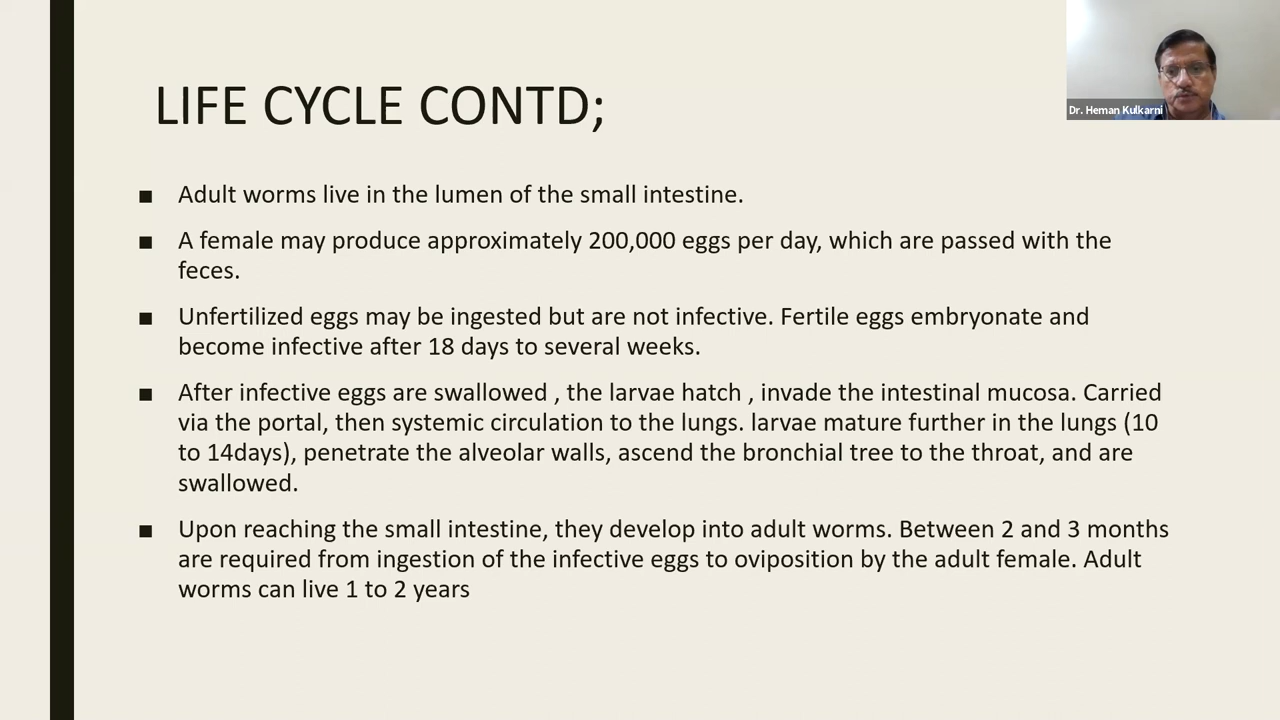 LIFE CYCLE CONTD;
Dr. Heman Kulkarni
■ Adult worms live in the lumen of the small intestine.
■ A female may produce approximately 200,000 eggs per day, which are passed with the
feces.
■ Unfertilized eggs may be ingested but are not infective. Fertile eggs embryonate and
become infective after 18 days to several weeks.
■ After infective eggs are swallowed , the larvae hatch , invade the intestinal mucosa. Carried
via the portal, then systemic circulation to the lungs. larvae mature further in the lungs (10
to 14days), penetrate the alveolar walls, ascend the bronchial tree to the throat, and are
swallowed.
■ Upon reaching the small intestine, they develop into adult worms. Between 2 and 3 months
are required from ingestion of the infective eggs to oviposition by the adult female. Adult
worms can live 1 to 2 years